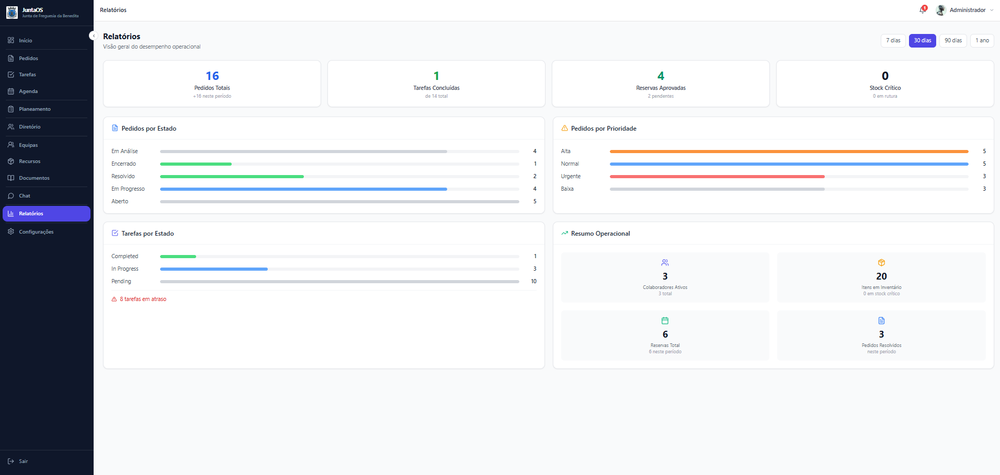 JuntaOS
Junta de Freguesia da Benedita
Relatórios
1
Administrador
Início
Pedidos
Tarefas
Agenda
Planeamento
Diretório
Equipas
Recursos
Documentos
Chat
Relatórios
Configurações
Sair
Relatórios
Visão geral do desempenho operacional
7 dias
30 dias
90 dias
1 ano
16
Pedidos Totais
+16 neste período
1
Tarefas Concluídas
de 14 total
4
Reservas Aprovadas
2 pendentes
0
Stock Crítico
0 em rutura
Pedidos por Estado
Em Análise 4
Encerrado 1
Resolvido 2
Em Progresso 4
Aberto 5
Pedidos por Prioridade
Alta 5
Normal 5
Urgente 3
Baixa 3
Tarefas por Estado
Completed 1
In Progress 3
Pending 10
8 tarefas em atraso
Resumo Operacional
3
Colaboradores Ativos
3 total
20
Itens em Inventário
0 em stock crítico
6
Reservas Total
6 neste período
3
Pedidos Resolvidos
neste período